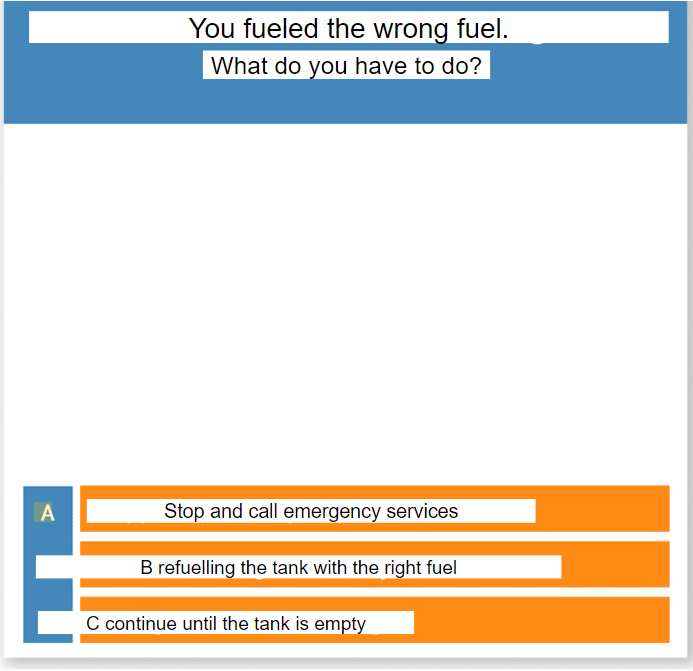 You fueled the wrong fuel.
What do you have to do?
A Stop and call emergency services
B refuelling the tank with the right fuel
C continue until the tank is empty